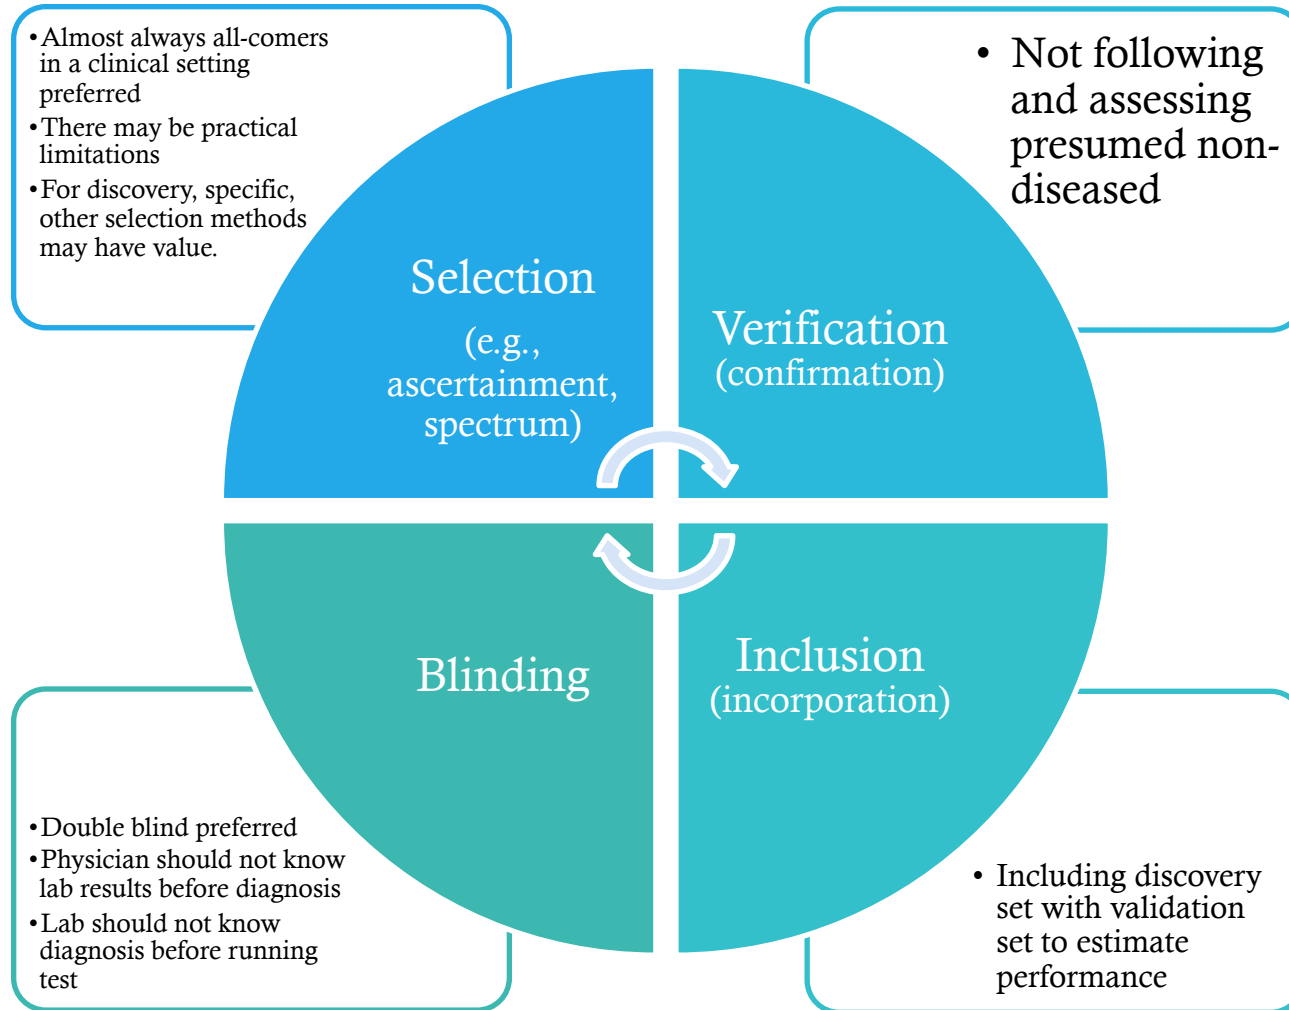 •Almost always all-comers
in a clinical setting
preferred
•There may be practical
limitations
•For discovery, specific,
other selection methods
may have value.
• Not following
and assessing
presumed non-
diseased
Selection
(e.g.,
ascertainment,
spectrum)
Verification
(confirmation)
Blinding
Inclusion
(incorporation)
•Double blind preferred
•Physician should not know
lab results before diagnosis
•Lab should not know
diagnosis before running
test
• Including discovery
set with validation
set to estimate
performance